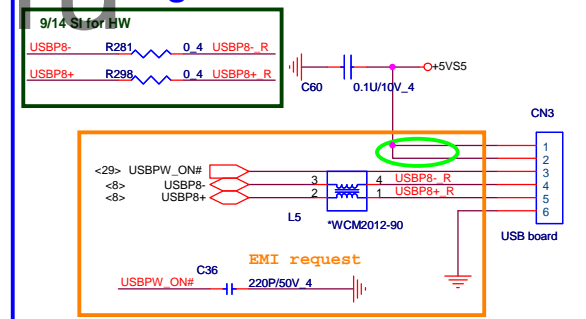 9/14 SI for HW
USBP8- R281 0_4 USBP8-_R
USBP8+ R298 0_4 USBP8+_R
+5VS5
C60 0.1U/10V_4
CN3
1
2
3
4
5
6
USB board
<29> USBPW_ON#
<8> USBP8-
<8> USBP8+
3 4 USBP8-_R
2 1 USBP8+_R
L5 *WCM2012-90
EMI request
C36
USBPW_ON# 220P/50V_4